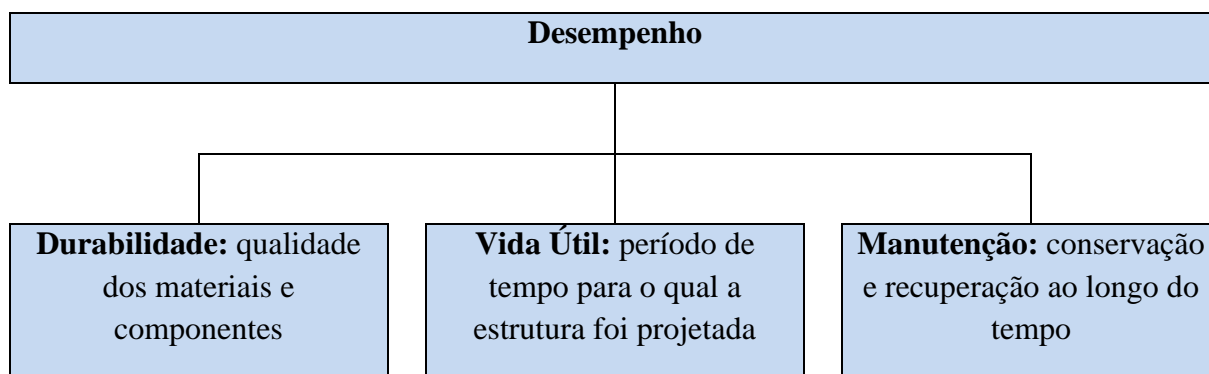 Desempenho
Durabilidade: qualidade
dos materiais e
componentes
Vida Útil: período de
tempo para o qual a
estrutura foi projetada
Manutenção: conservação
e recuperação ao longo do
tempo